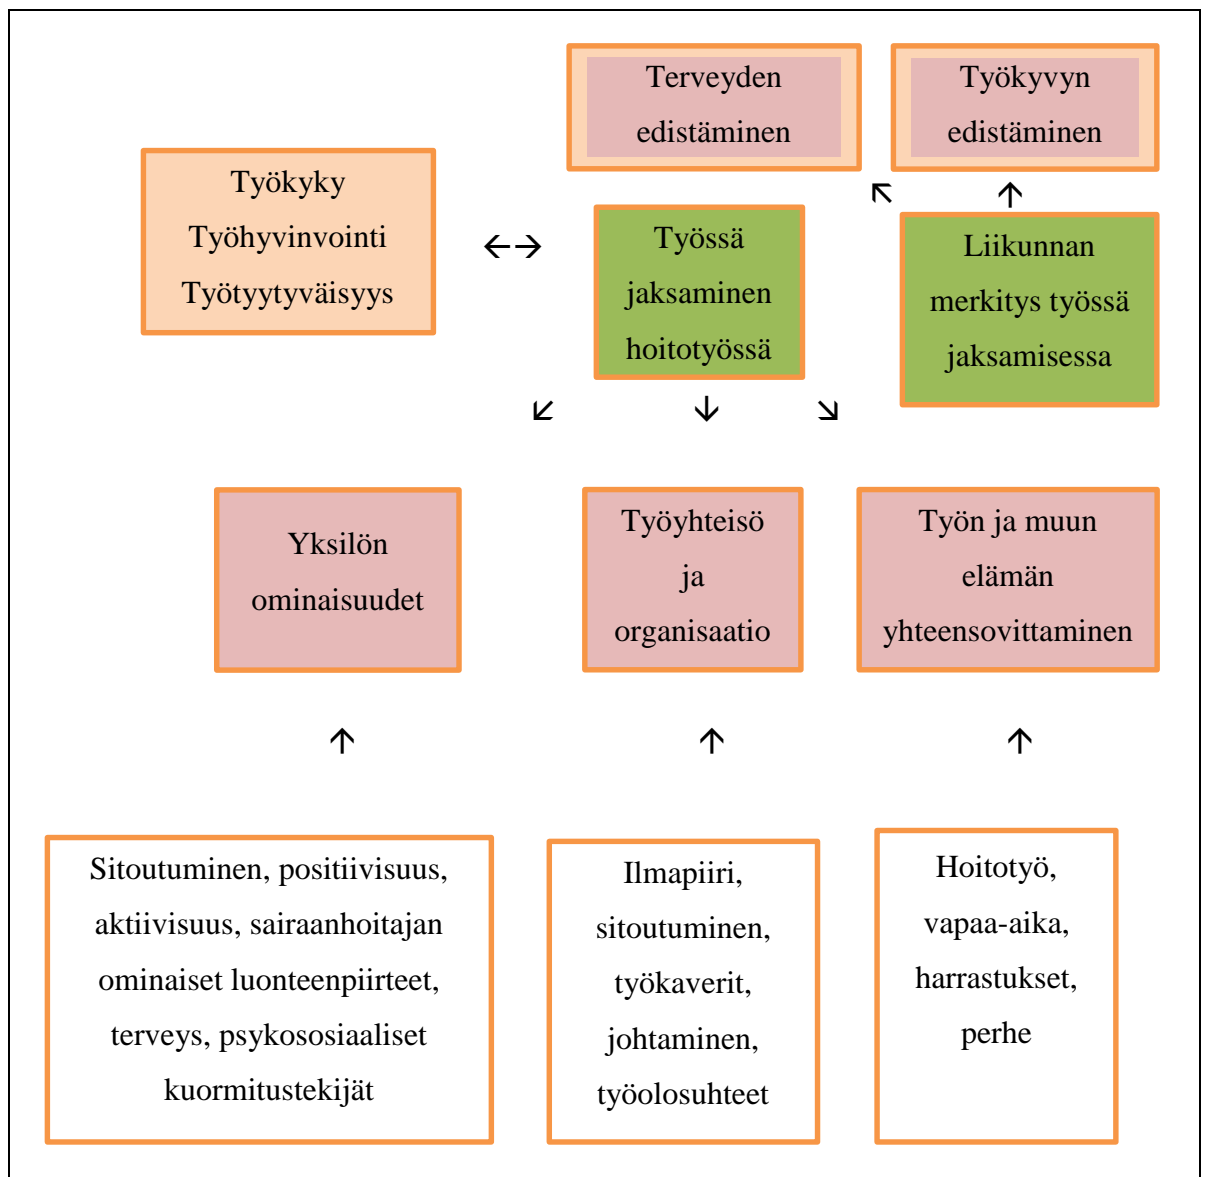 Terveyden
edistäminen
Työkyvyn
edistäminen
Työkyky
Työhyvinvointi
Työtyytyväisyys
Työssä
jaksaminen
hoitotyössä
Liikunnan
merkitys työssä
jaksamisessa
Yksilön
ominaisuudet
Työyhteisö
ja
organisaatio
Työn ja muun
elämän
yhteensovittaminen
Sitoutuminen, positiivisuus,
aktiivisuus, sairaanhoitajan
ominaiset luonteenpiirteet,
terveys, psykososiaaliset
kuormitustekijät
Ilmapiiri,
sitoutuminen,
työkaverit,
johtaminen,
työolosuhteet
Hoitotyö,
vapaa-aika,
harrastukset,
perhe